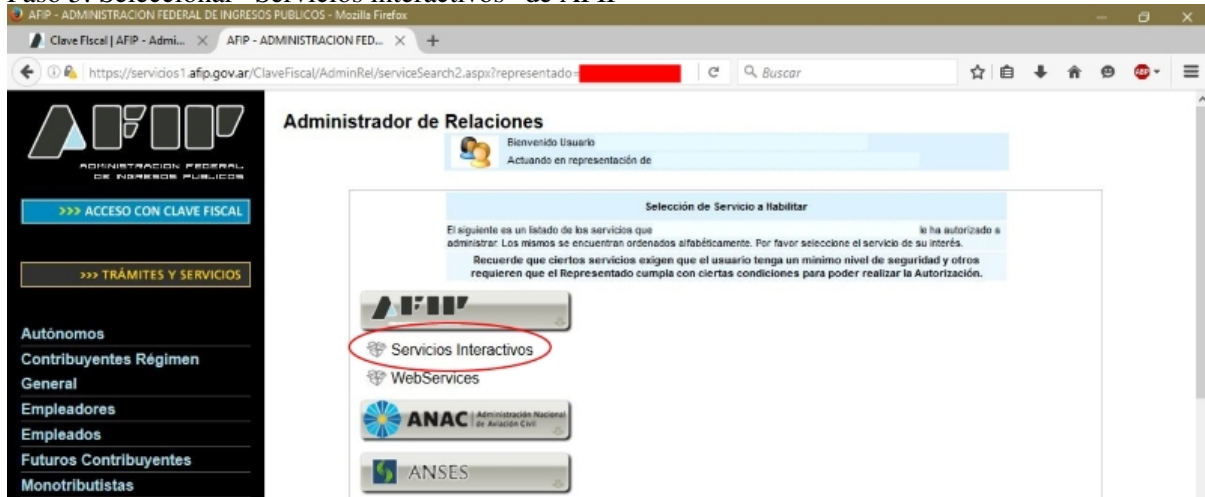 Paso 5: Seleccionar "Servicios interactivos" de AFIP
AFIP - ADMINISTRACION FEDERAL DE INGRESOS PUBLICOS - Mozilla Firefox
Clave Fiscal | AFIP - Admi...
AFIP - ADMINISTRACION FED...
https://servicios1.afip.gov.ar/ClaveFiscal/AdminRel/serviceSearch2.aspx?representado=
Buscar
ABP
AFIP
ADMINISTRACION FEDERAL
DE INGRESOS PUBLICOS
>>> ACCESO CON CLAVE FISCAL
>>> TRÁMITES Y SERVICIOS
Autónomos
Contribuyentes Régimen
General
Empleadores
Empleados
Futuros Contribuyentes
Monotributistas
Administrador de Relaciones
Bienvenido Usuario
Actuando en representación de
Selección de Servicio a Habilitar
El siguiente es un listado de los servicios que le ha autorizado a
administrar. Los mismos se encuentran ordenados alfabéticamente. Por favor seleccione el servicio de su interés.
Recuerde que ciertos servicios exigen que el usuario tenga un mínimo nivel de seguridad y otros
requieren que el Representado cumpla con ciertas condiciones para poder realizar la Autorización.
AFIP
Servicios Interactivos
WebServices
ANAC Administración Nacional
de Aviación Civil
ANSES